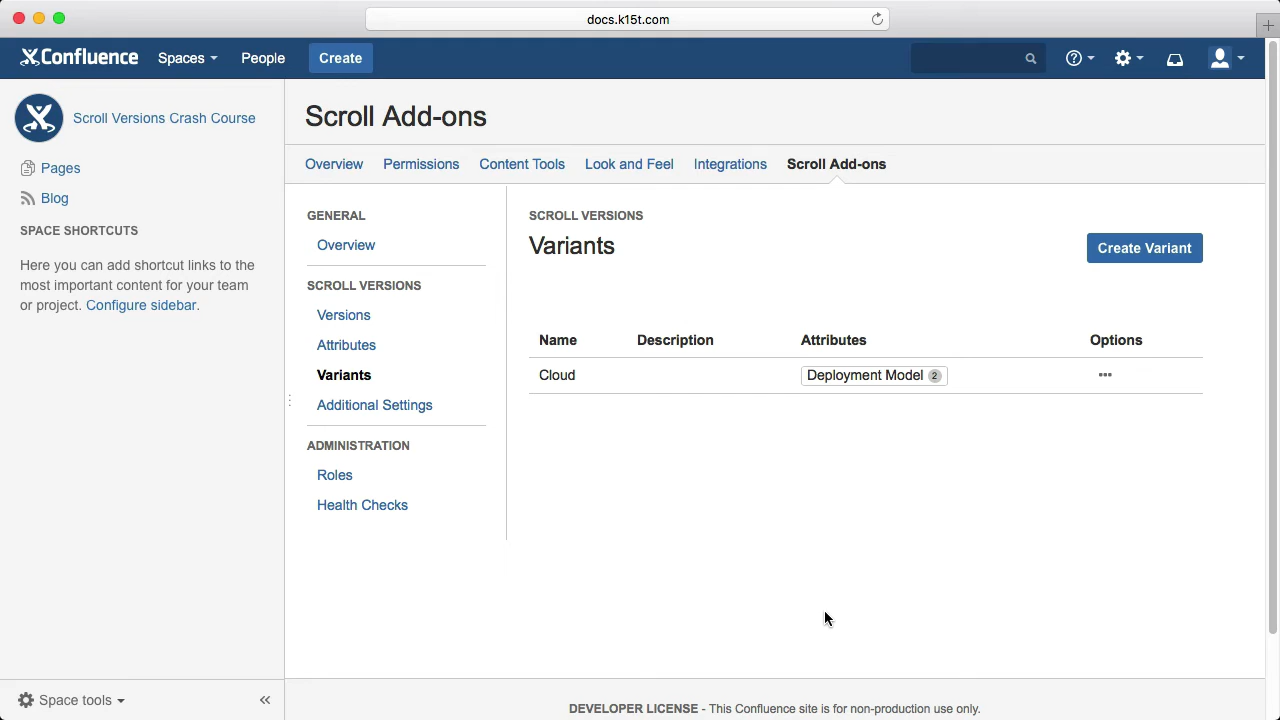 docs.k15t.com
Confluence Spaces People Create
Scroll Versions Crash Course
Pages
Blog
SPACE SHORTCUTS
Here you can add shortcut links to the
most important content for your team
or project. Configure sidebar.
Space tools
Scroll Add-ons
Overview Permissions Content Tools Look and Feel Integrations Scroll Add-ons
GENERAL
Overview
SCROLL VERSIONS
Versions
Attributes
Variants
Additional Settings
ADMINISTRATION
Roles
Health Checks
SCROLL VERSIONS
Variants
Create Variant
Name Description Attributes Options
Cloud Deployment Model 2
DEVELOPER LICENSE - This Confluence site is for non-production use only.